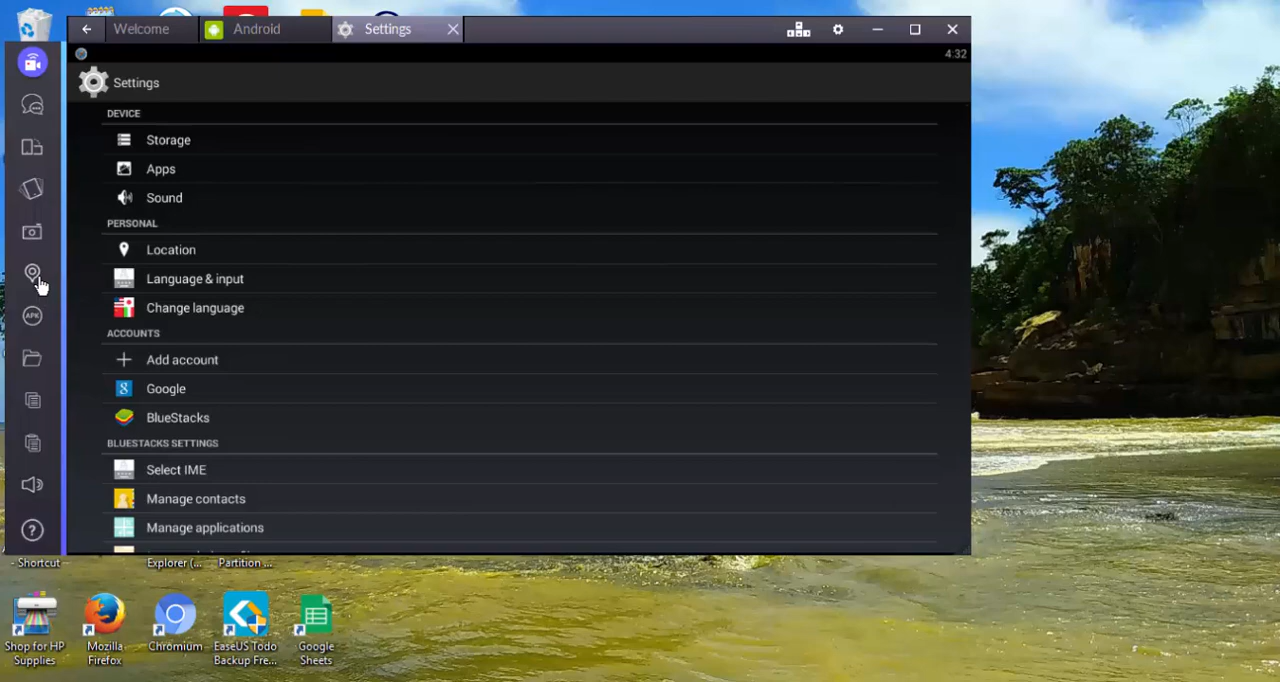 Welcome
Android
Settings
4:32
Settings
DEVICE
Storage
Apps
Sound
PERSONAL
Location
Language & input
Change language
ACCOUNTS
Add account
Google
BlueStacks
BLUESTACKS SETTINGS
Select IME
Manage contacts
Manage applications
APK
- Shortcut
Explorer (...
Partition ...
Shop for HP
Supplies
Mozilla
Firefox
Chromium
EaseUS Todo
Backup Fre...
Google
Sheets